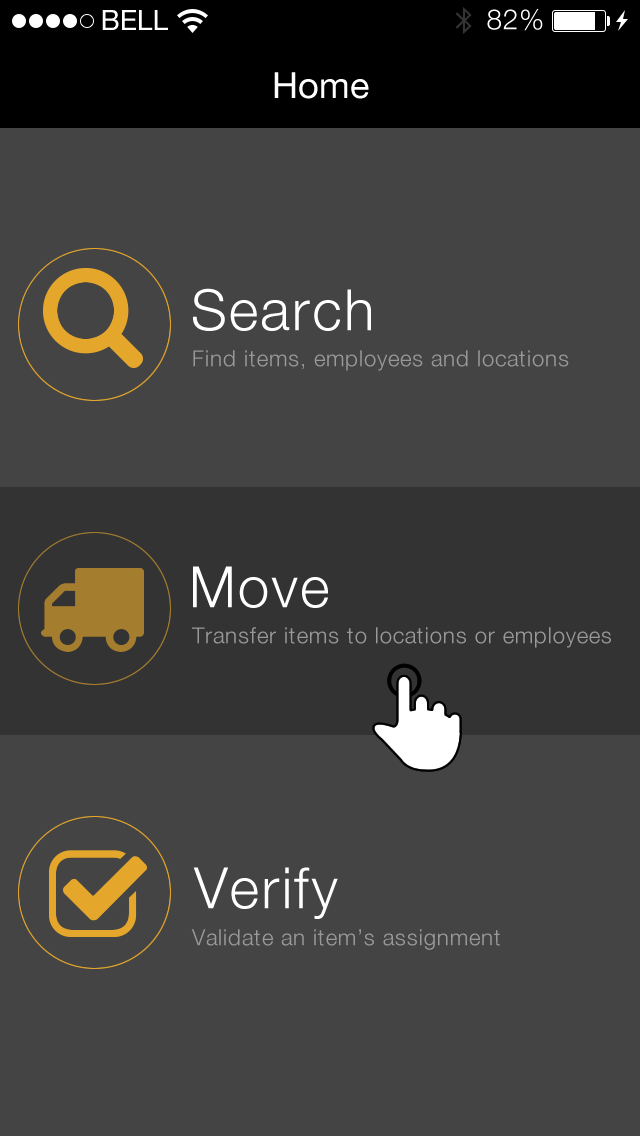 BELL 82%
Home
Search
Find items, employees and locations
Move
Transfer items to locations or employees
Verify
Validate an item’s assignment